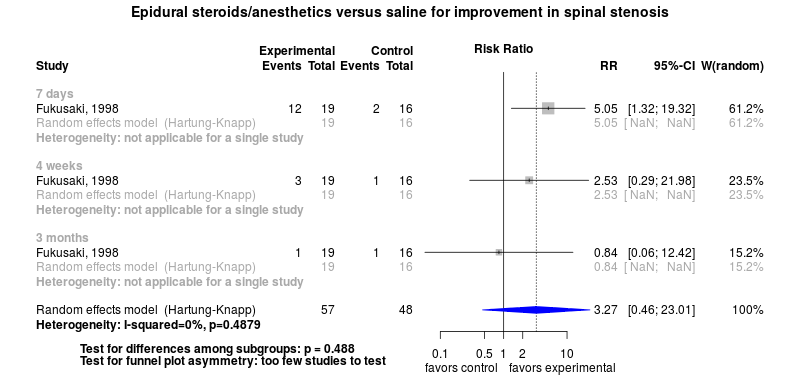 Epidural steroids/anesthetics versus saline for improvement in spinal stenosis
Experimental Control Risk Ratio
Study Events Total Events Total RR 95%-CI W(random)
7 days
Fukusaki, 1998 12 19 2 16 5.05 [1.32; 19.32] 61.2%
Random effects model (Hartung-Knapp) 19 16 5.05 [ NaN; NaN] 61.2%
Heterogeneity: not applicable for a single study
4 weeks
Fukusaki, 1998 3 19 1 16 2.53 [0.29; 21.98] 23.5%
Random effects model (Hartung-Knapp) 19 16 2.53 [ NaN; NaN] 23.5%
Heterogeneity: not applicable for a single study
3 months
Fukusaki, 1998 1 19 1 16 0.84 [0.06; 12.42] 15.2%
Random effects model (Hartung-Knapp) 19 16 0.84 [ NaN; NaN] 15.2%
Heterogeneity: not applicable for a single study
Random effects model (Hartung-Knapp) 57 48 3.27 [0.46; 23.01] 100%
Heterogeneity: I-squared=0%, p=0.4879
Test for differences among subgroups: p = 0.488
0.1 0.5 1 2 10
Test for funnel plot asymmetry: too few studies to test
favors control favors experimental